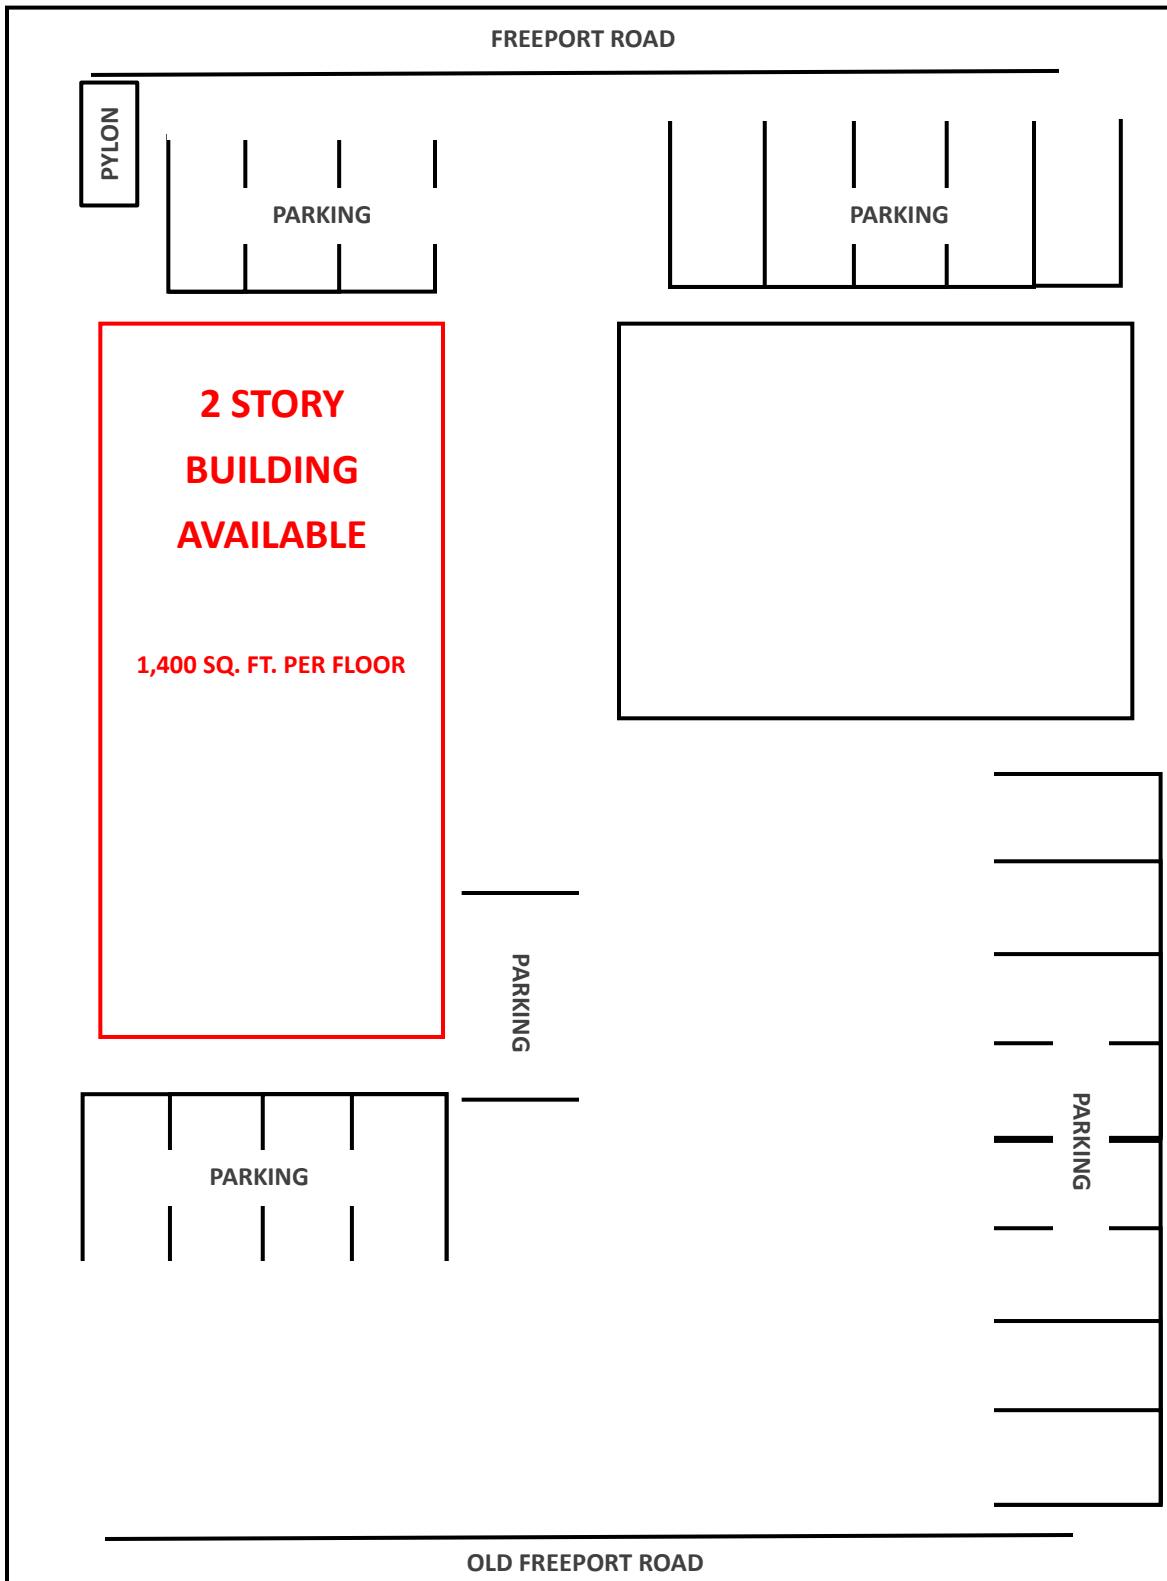 FREEPORT ROAD
PYLON
PARKING
PARKING
2 STORY
BUILDING
AVAILABLE
1,400 SQ. FT. PER FLOOR
PARKING
PARKING
PARKING
OLD FREEPORT ROAD